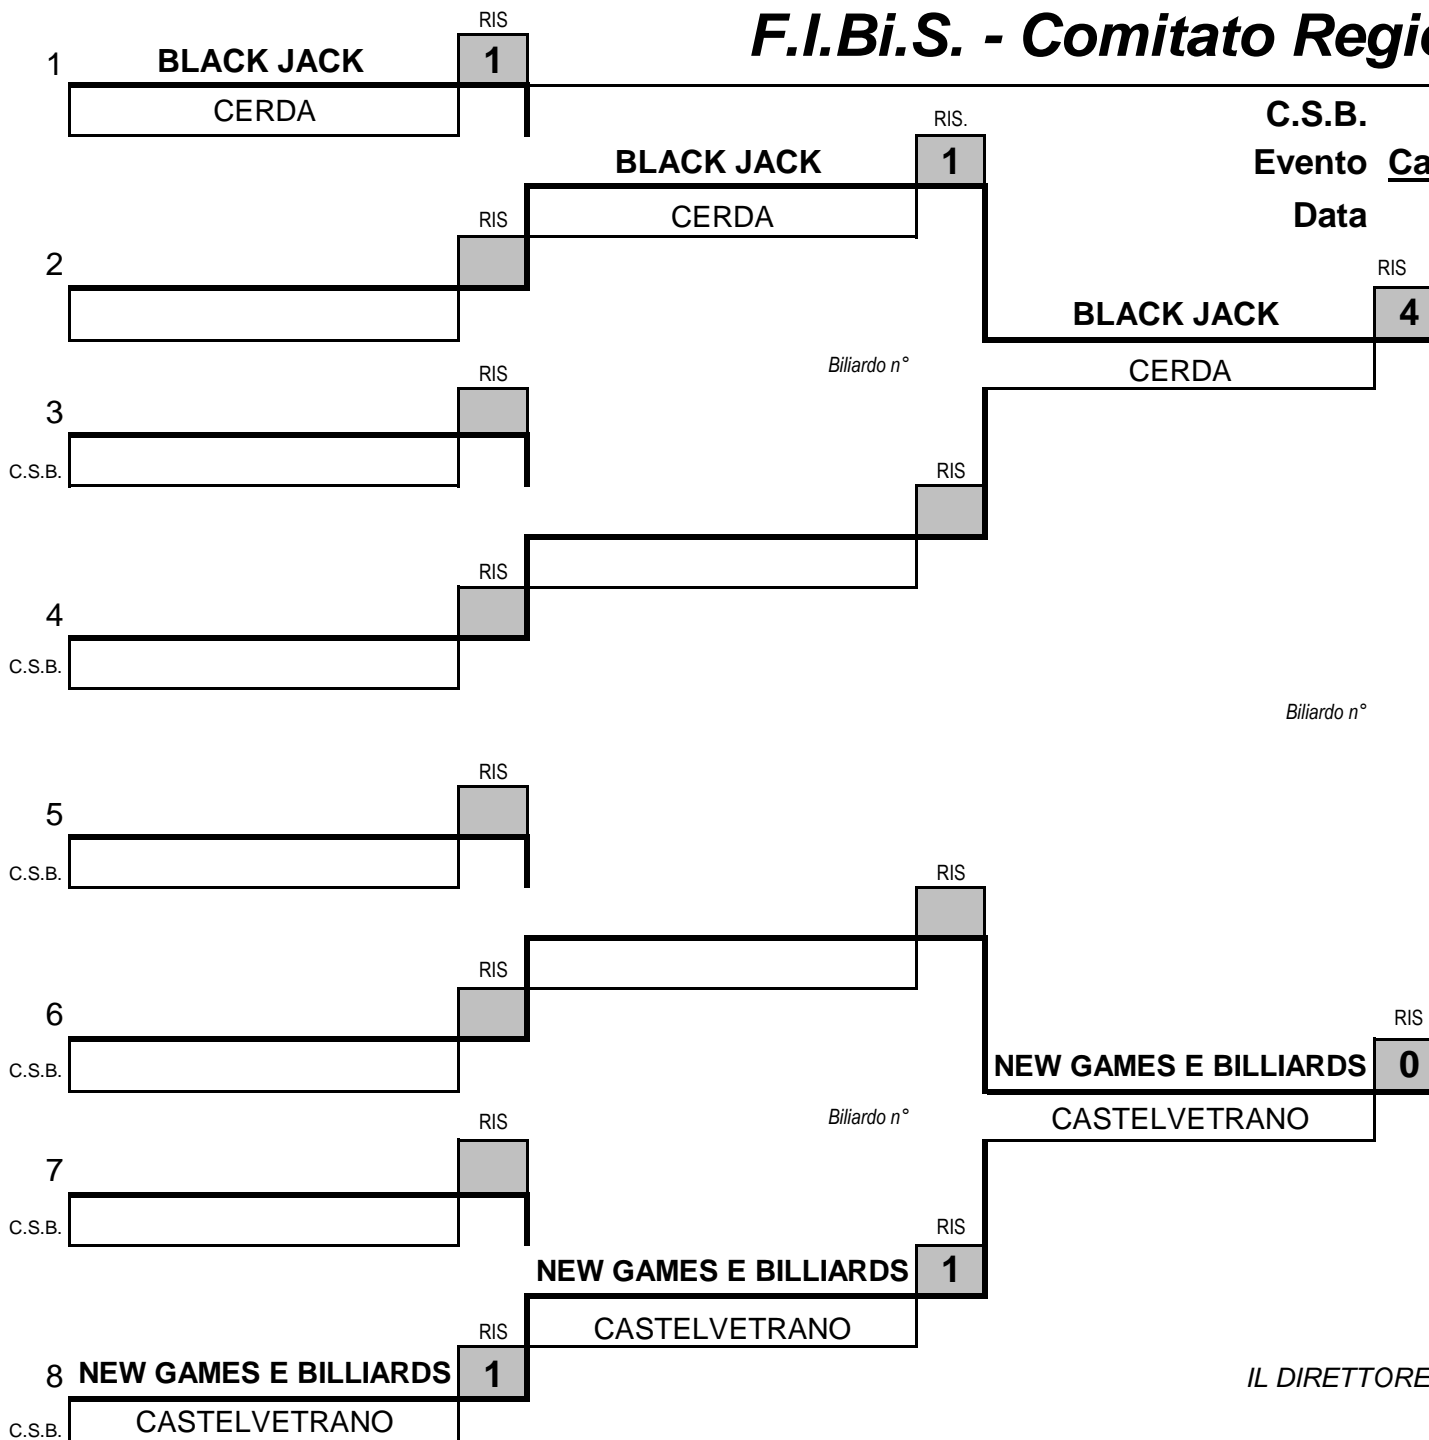 RIS
F.I.Bi.S. - Comitato
1 BLACK JACK 1
CERDA
C.S.B.
RIS.
BLACK JACK 1
Evento
RIS
CERDA
Data
2
RIS
BLACK JACK 4
Biliardo n°
RIS
CERDA
3
C.S.B.
RIS
RIS
4
C.S.B.
Biliardo n°
RIS
5
C.S.B.
RIS
RIS
6
RIS
NEW GAMES E BILLIARDS 0
C.S.B.
RIS
Biliardo n°
CASTELVETRANO
7
C.S.B.
RIS
NEW GAMES E BILLIARDS 1
RIS
CASTELVETRANO
8 NEW GAMES E BILLIARDS 1
IL DIRETTORE
C.S.B.
CASTELVETRANO